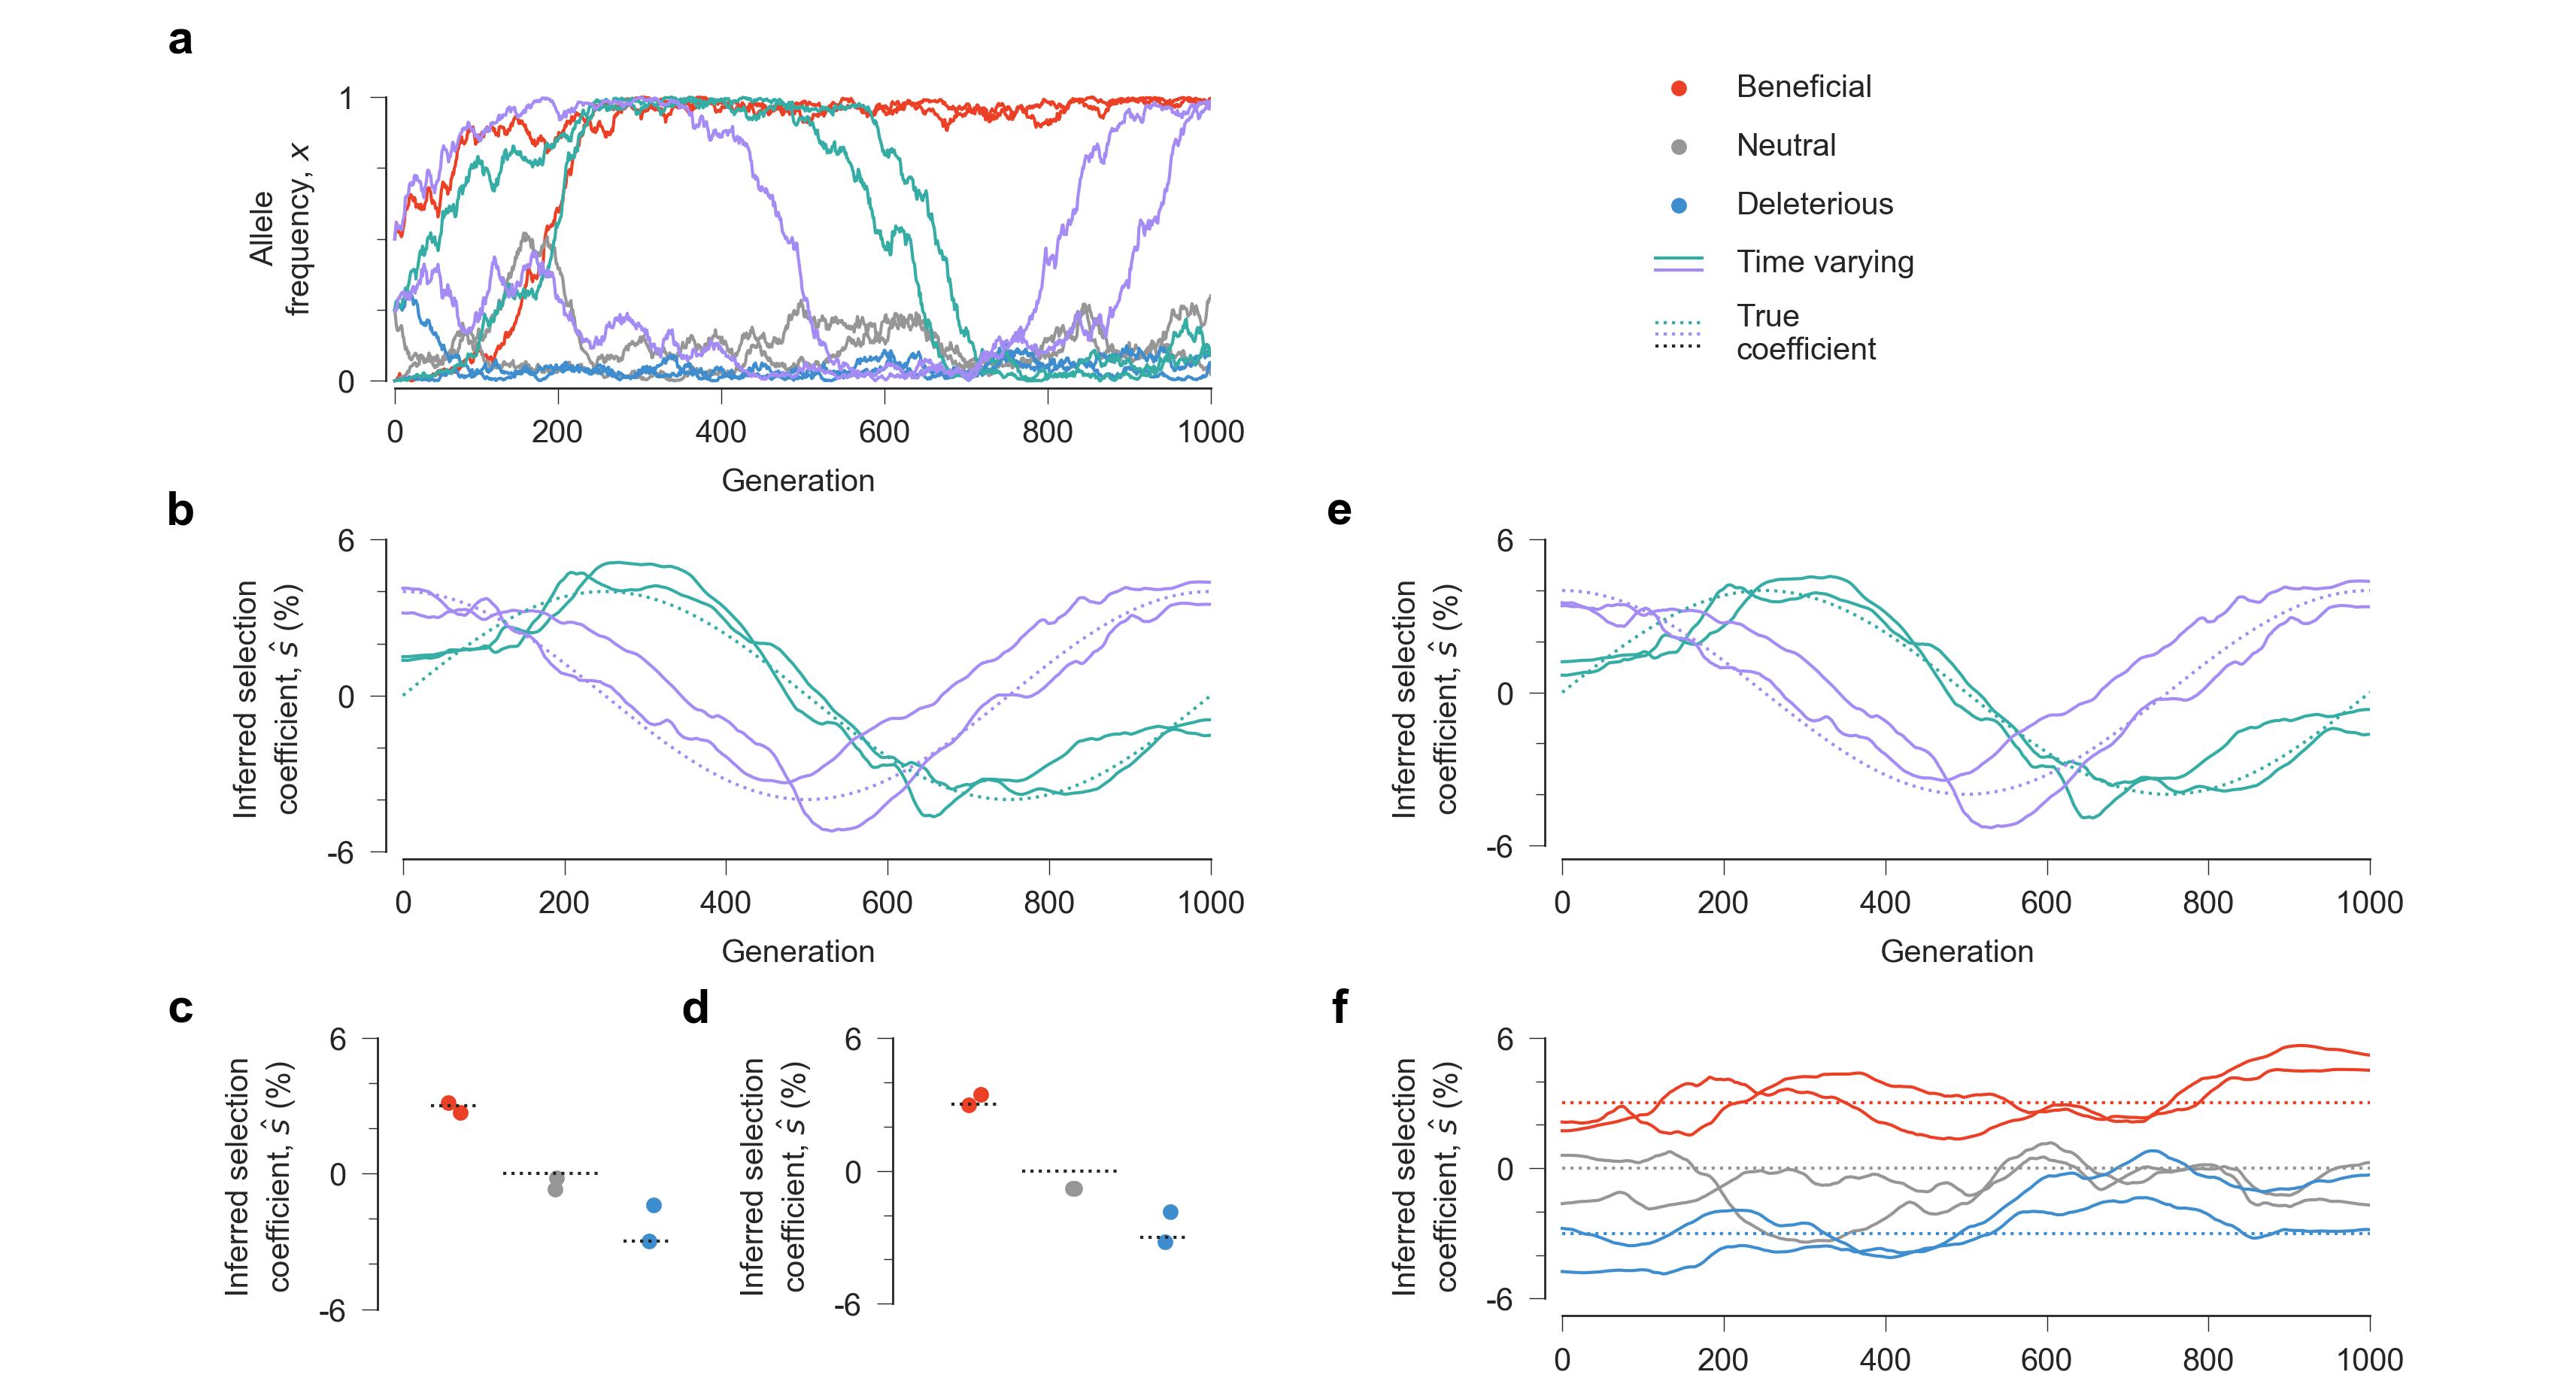 a
1
0
Allele
frequency, x
0 200 400 600 800 1000
Generation
Beneficial
Neutral
Deleterious
Time varying
True
coefficient
b
6
0
-6
Inferred selection
coefficient, ŝ (%)
0 200 400 600 800 1000
Generation
e
6
0
-6
Inferred selection
coefficient, ŝ (%)
0 200 400 600 800 1000
Generation
c
6
0
-6
Inferred selection
coefficient, ŝ (%)
d
6
0
-6
Inferred selection
coefficient, ŝ (%)
f
6
0
-6
Inferred selection
coefficient, ŝ (%)
0 200 400 600 800 1000